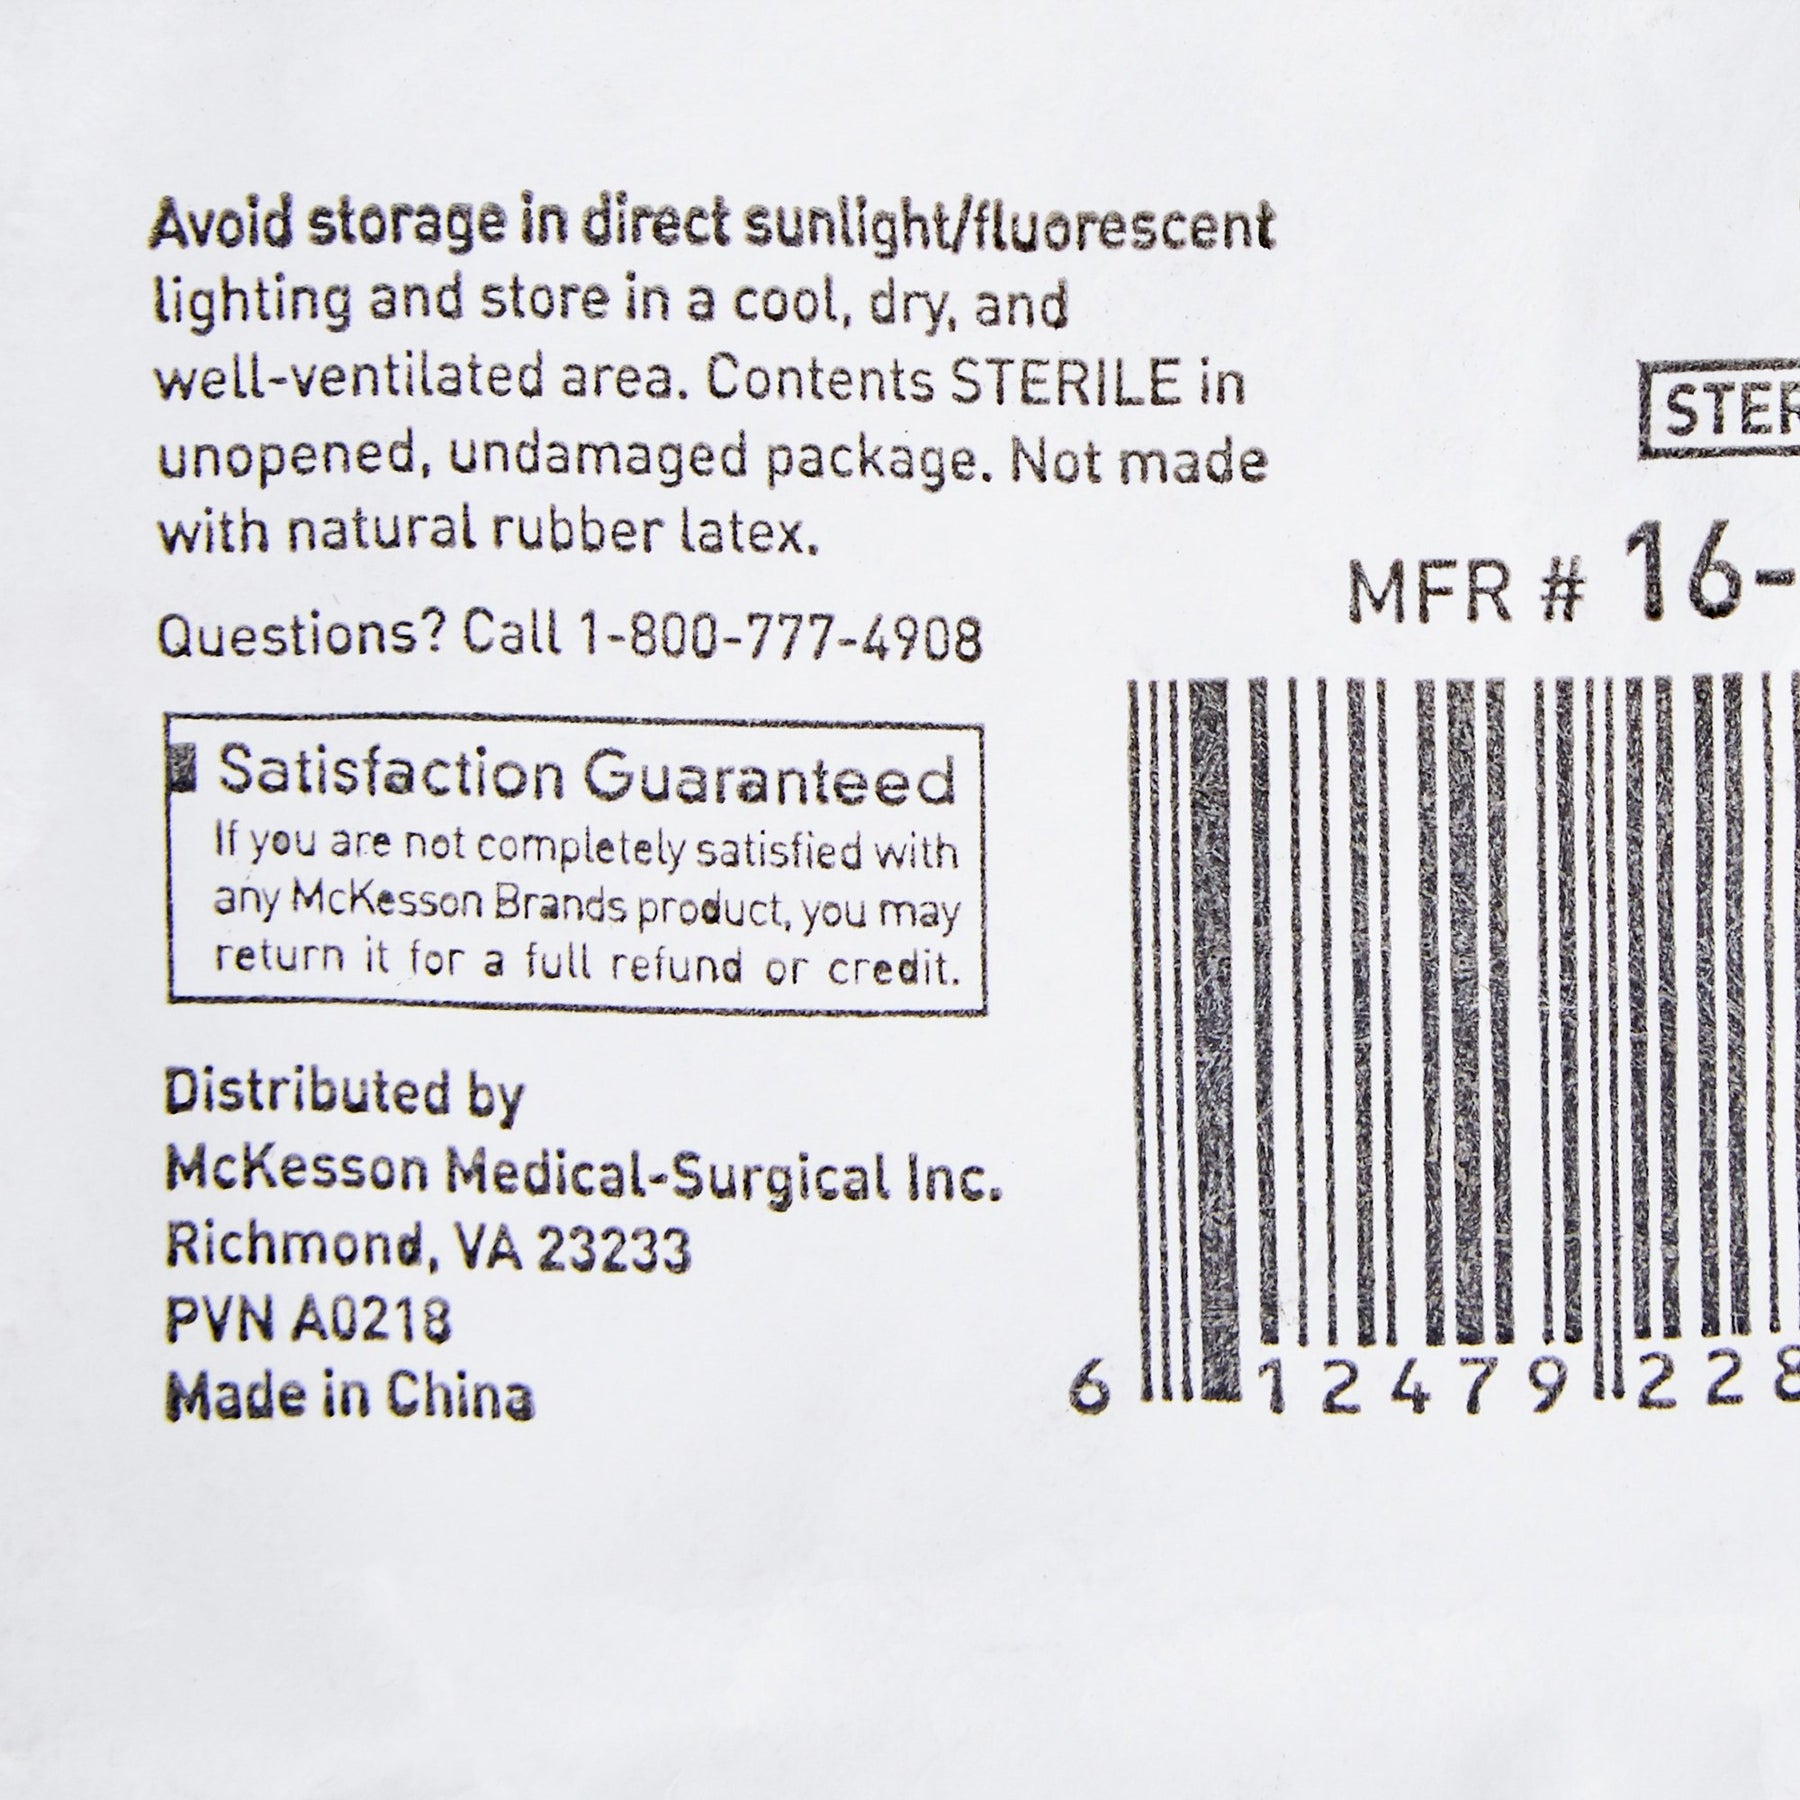 Avoid storage in direct sunlight/fluorescent
lighting and store in a cool, dry, and
well-ventilated area. Contents STERILE in
unopened, undamaged package. Not made
with natural rubber latex.
Questions? Call 1-800-777-4908
Satisfaction Guaranteed
If you are not completely satisfied with
any McKesson Brands product, you may
return it for a full refund or credit.
Distributed by
McKesson Medical-Surgical Inc.
Richmond, VA 23233
PVN A0218
Made in China
MFR # 16-
6 12479 228